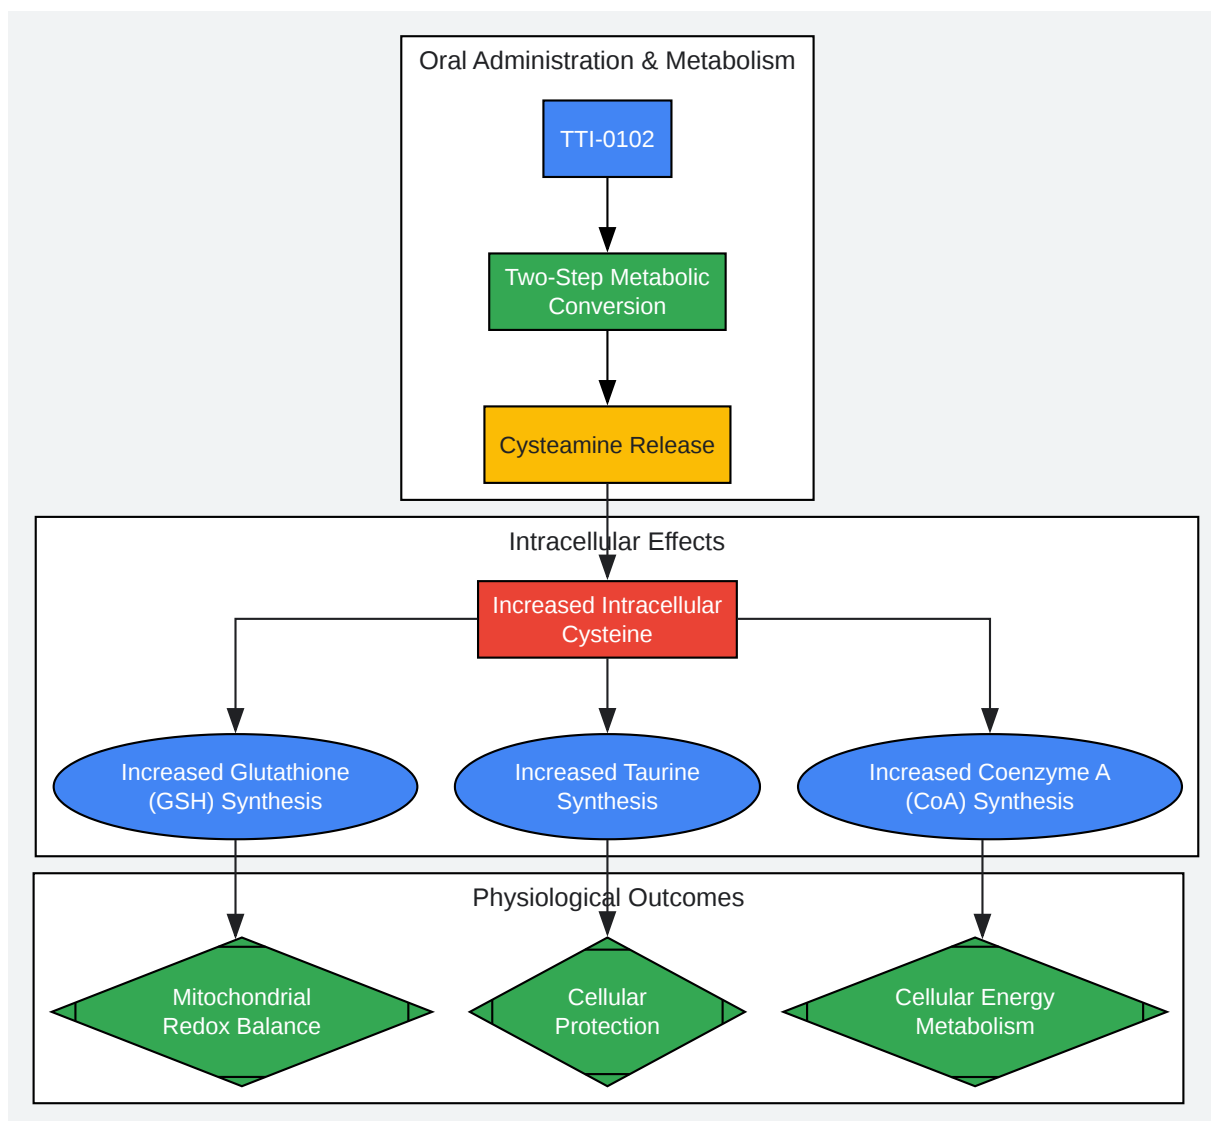 Oral Administration & Metabolism
TTI-0102
Two-Step Metabolic
Conversion
Cysteamine Release
Intracellular Effects
Increased Intracellular
Cysteine
Increased Glutathione
(GSH) Synthesis
Increased Taurine
Synthesis
Increased Coenzyme A
(CoA) Synthesis
Physiological Outcomes
Mitochondrial
Redox Balance
Cellular
Protection
Cellular Energy
Metabolism